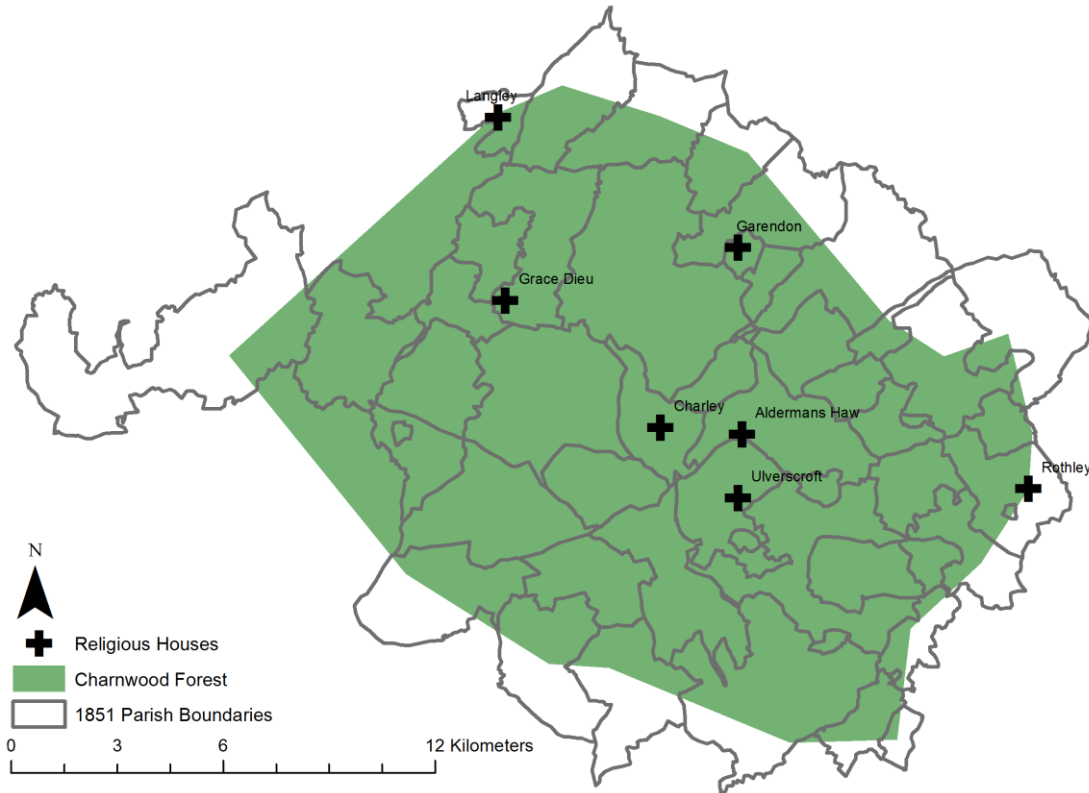 Langley
Garendon
Grace Dieu
Charley
Aldermans Haw
Ulverscroft
Rothley
N
Religious Houses
Charnwood Forest
1851 Parish Boundaries
0 3 6 12 Kilometers